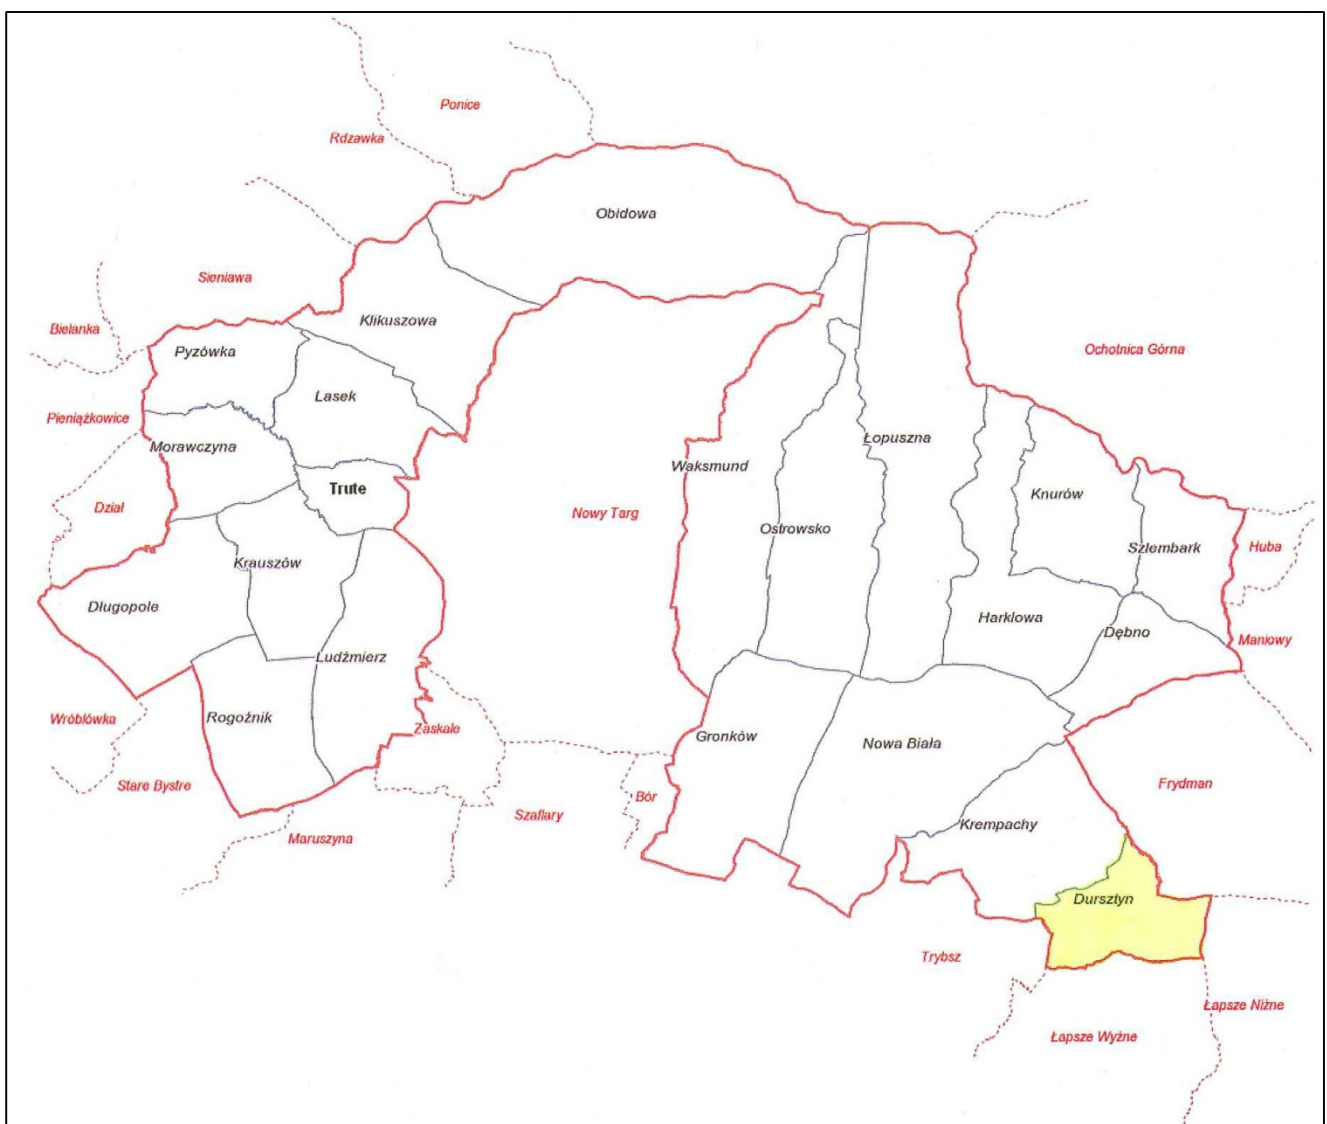 Ponice
Rdzawka
Obidowa
Sieniawa
Klikuszowa
Bielanka
Pyzówka
Ochotnica Górna
Lasek
Pieniążkowice
Morawczyna
Łopuszna
Waksmund
Trute
Knurów
Dział
Nowy Targ
Ostrowsko
Szlembark
Huba
Krauszów
Długopole
Harklowa
Dębno
Maniowy
Ludźmierz
Wróblówka
Rogoźnik
Zaskale
Gronków
Nowa Biała
Stare Bystre
Frydman
Bór
Szaflary
Maruszyna
Krempachy
Dursztyn
Trybsz
Łapsze Niżne
Łapsze Wyżne